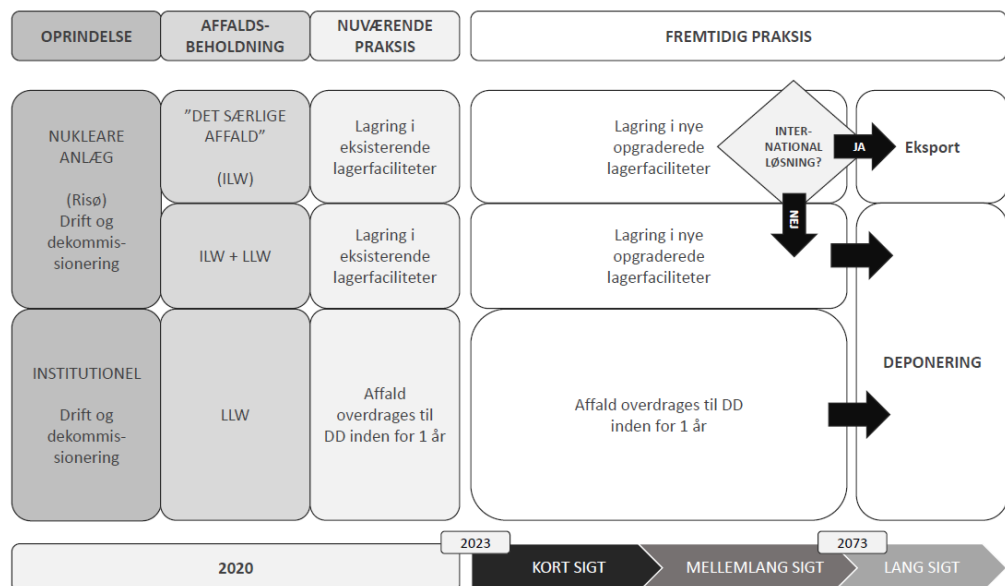 OPRINDELSE
AFFALDS-
BEHOLDNING
NUVÆRENDE
PRAKSIS
FREMTIDIG PRAKSIS
NUKLEARE
ANLÆG
(Risø)
Drift og
dekommis-
sionering
”DET SÆRLIGE
AFFALD”
(ILW)
Lagring i
eksisterende
lagerfaciliteter
Lagring i nye
opgraderede
lagerfaciliteter
INTER-
NATIONAL
LØSNING?
JA
Eksport
NEJ
ILW + LLW
Lagring i
eksisterende
lagerfaciliteter
Lagring i nye
opgraderede
lagerfaciliteter
DEPONERING
INSTITUTIONEL
Drift og
dekommis-
sionering
LLW
Affald
overdrages til
DD inden for 1 år
Affald overdrages til DD
inden for 1 år
2023
2073
2020
KORT SIGT
MELLEMLANG SIGT
LANG SIGT